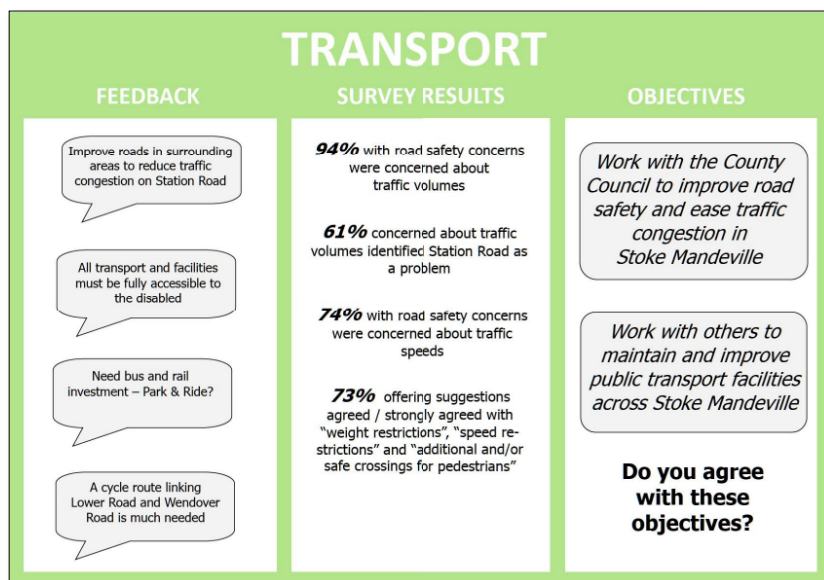 TRANSPORT
FEEDBACK
Improve roads in surrounding
areas to reduce traffic
congestion on Station Road
All transport and facilities
must be fully accessible to
the disabled
Need bus and rail
investment – Park & Ride?
A cycle route linking
Lower Road and Wendover
Road is much needed
SURVEY RESULTS
94% with road safety concerns
were concerned about
traffic volumes
61% concerned about traffic
volumes identified Station Road as
a problem
74% with road safety concerns
were concerned about traffic
speeds
73% offering suggestions
agreed / strongly agreed with
“weight restrictions”, “speed re-
strictions” and “additional and/or
safe crossings for pedestrians”
OBJECTIVES
Work with the County
Council to improve road
safety and ease traffic
congestion in
Stoke Mandeville
Work with others to
maintain and improve
public transport facilities
across Stoke Mandeville
Do you agree
with these
objectives?